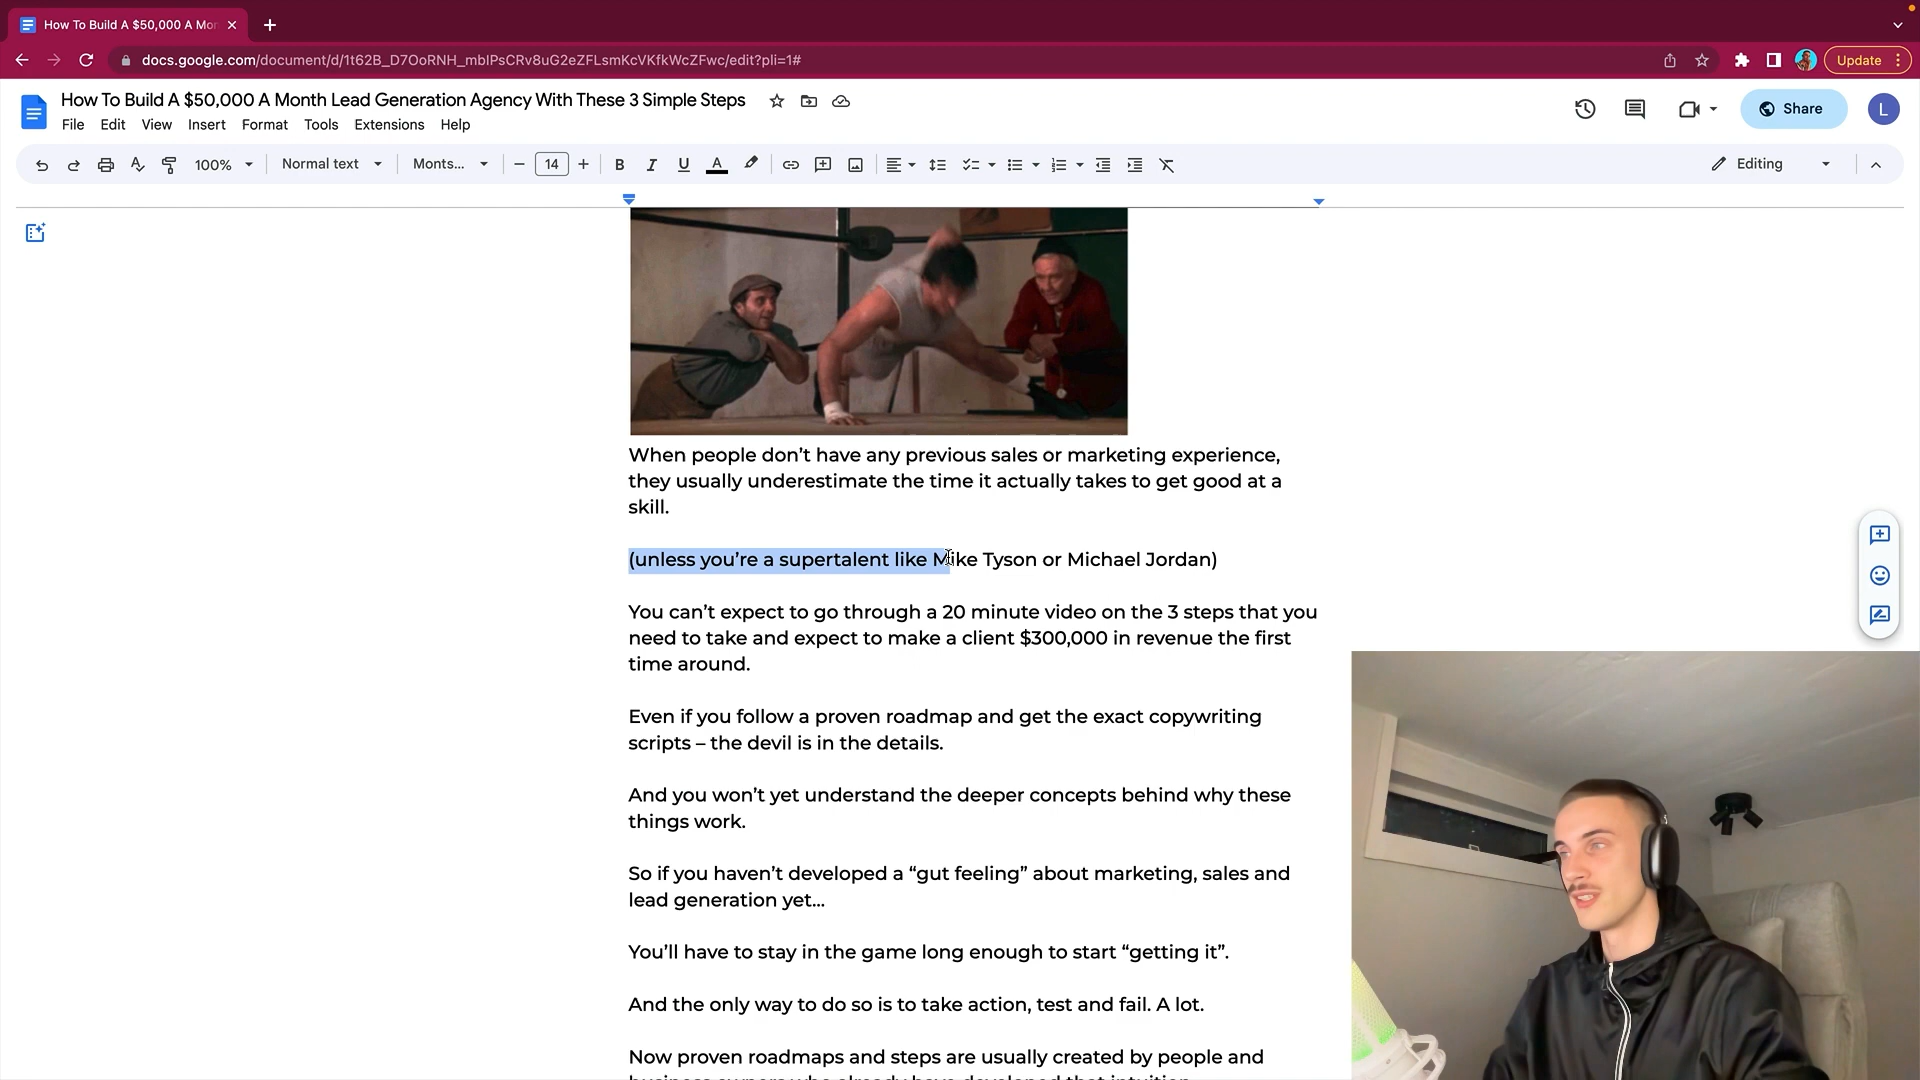 How To Build A $50,000 A Mon
docs.google.com/document/d/1t62B_D7OoRNH_mbIPsCRv8uG2eZFLsmKcVKfkWcZFwc/edit?pli=1#
Update
How To Build A $50,000 A Month Lead Generation Agency With These 3 Simple Steps
File Edit View Insert Format Tools Extensions Help
Share
L
100% Normal text Monts... 14 B I U A
Editing
When people don’t have any previous sales or marketing experience,
they usually underestimate the time it actually takes to get good at a
skill.
(unless you’re a supertalent like Mike Tyson or Michael Jordan)
You can’t expect to go through a 20 minute video on the 3 steps that you
need to take and expect to make a client $300,000 in revenue the first
time around.
Even if you follow a proven roadmap and get the exact copywriting
scripts – the devil is in the details.
And you won’t yet understand the deeper concepts behind why these
things work.
So if you haven’t developed a “gut feeling” about marketing, sales and
lead generation yet...
You’ll have to stay in the game long enough to start “getting it”.
And the only way to do so is to take action, test and fail. A lot.
Now proven roadmaps and steps are usually created by people and
business owners who already have developed that intuition